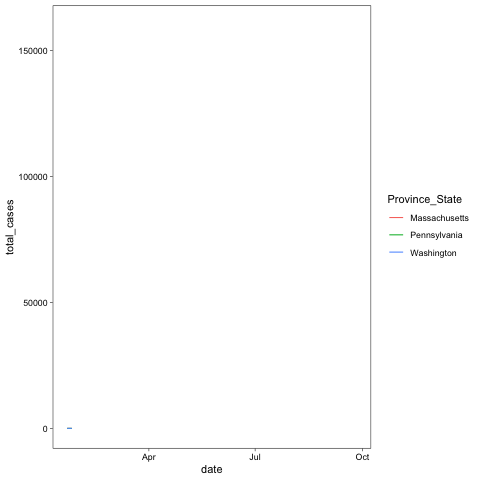 150000
100000
50000
0
total_cases
Apr
Jul
Oct
date
Province_State
Massachusetts
Pennsylvania
Washington